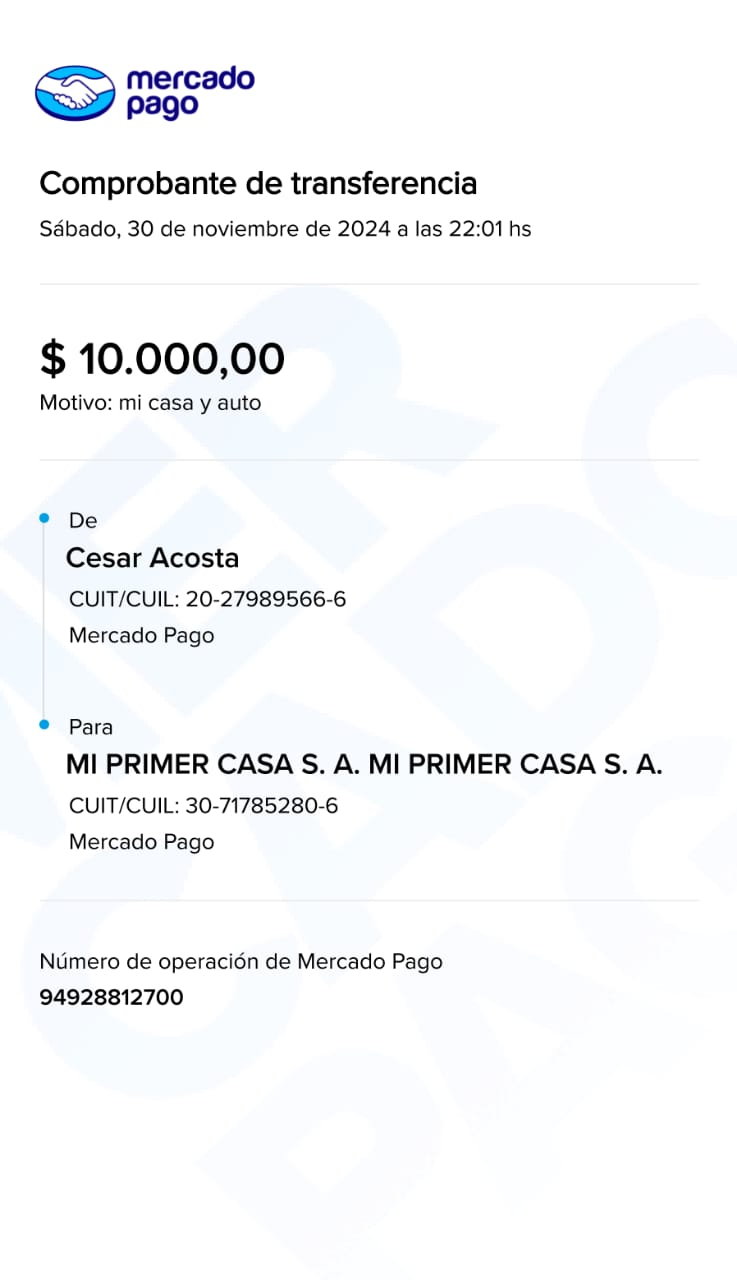 mercado
pago
Comprobante de transferencia
Sábado, 30 de noviembre de 2024 a las 22:01 hs
$ 10.000,00
Motivo: mi casa y auto
De
Cesar Acosta
CUIT/CUIL: 20-27989566-6
Mercado Pago
Para
MI PRIMER CASA S. A. MI PRIMER CASA S. A.
CUIT/CUIL: 30-71785280-6
Mercado Pago
Número de operación de Mercado Pago
94928812700